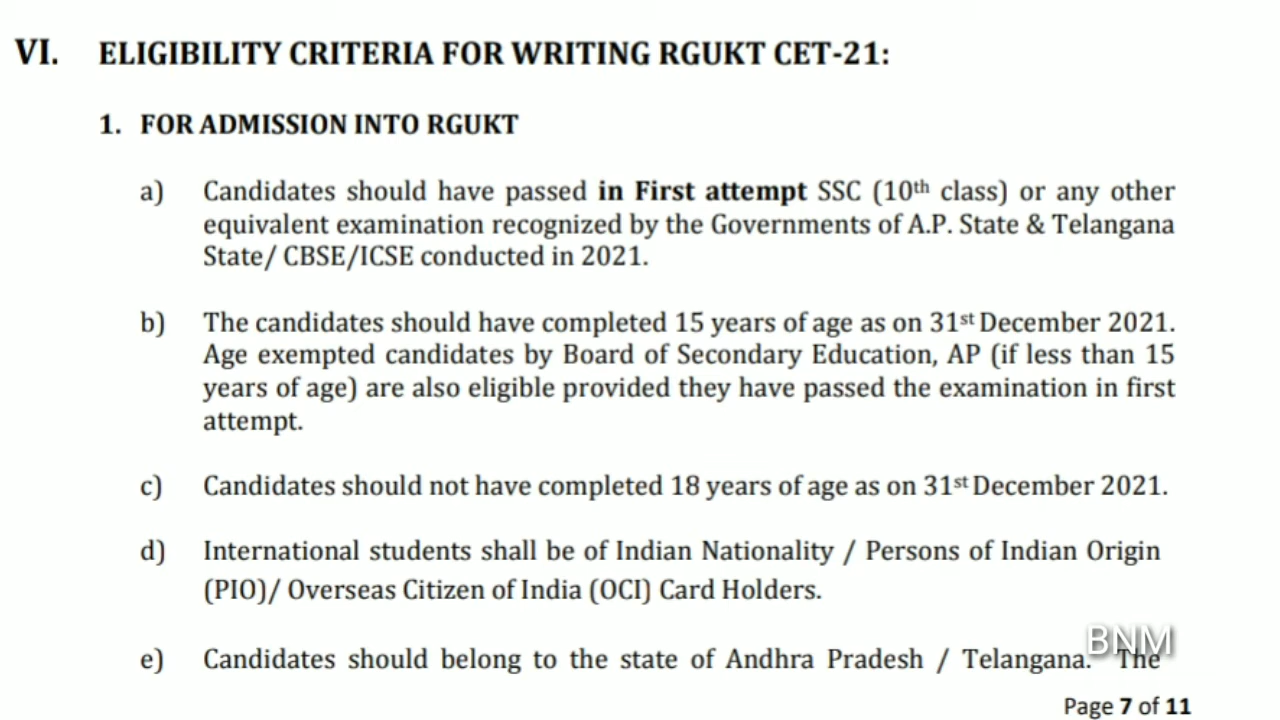 VI. ELIGIBILITY CRITERIA FOR WRITING RGUKT CET-21:
1. FOR ADMISSION INTO RGUKT
a) Candidates should have passed in First attempt SSC (10th class) or any other
equivalent examination recognized by the Governments of A.P. State & Telangana
State/ CBSE/ICSE conducted in 2021.
b) The candidates should have completed 15 years of age as on 31st December 2021.
Age exempted candidates by Board of Secondary Education, AP (if less than 15
years of age) are also eligible provided they have passed the examination in first
attempt.
c) Candidates should not have completed 18 years of age as on 31st December 2021.
d) International students shall be of Indian Nationality / Persons of Indian Origin
(PIO)/ Overseas Citizen of India (OCI) Card Holders.
BNM
e) Candidates should belong to the state of Andhra Pradesh / Telangana. The
Page 7 of 11